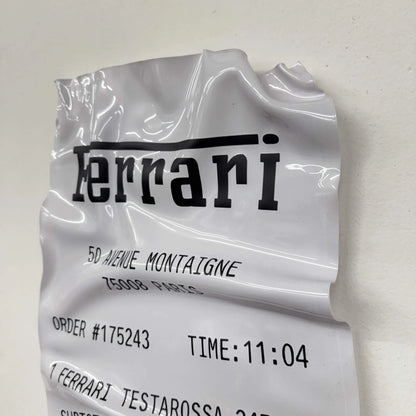 Ferrari
50 AVENUE MONTAIGNE
75008 PARIS
ORDER #175243 TIME:11:04
1 FERRARI TESTAROSSA